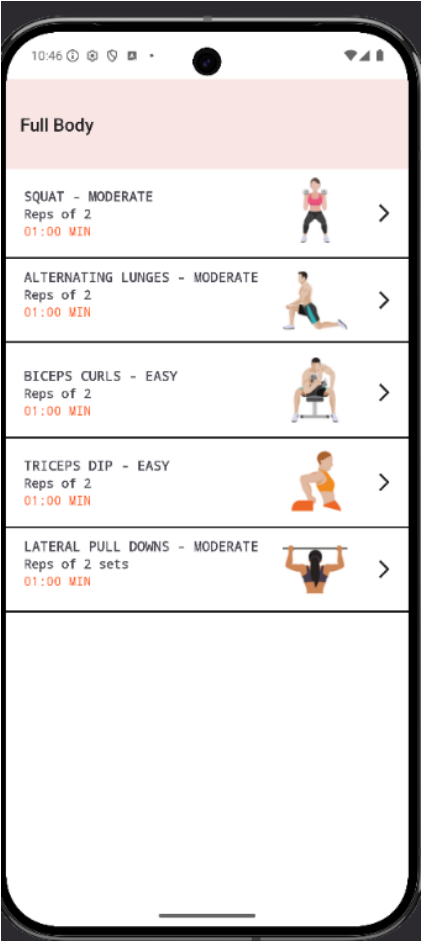 10:46
Full Body
SQUAT - MODERATE
Reps of 2
01:00 MIN
ALTERNATING LUNGES - MODERATE
Reps of 2
01:00 MIN
BICEPS CURLS - EASY
Reps of 2
01:00 MIN
TRICEPS DIP - EASY
Reps of 2
01:00 MIN
LATERAL PULL DOWNS - MODERATE
Reps of 2 sets
01:00 MIN